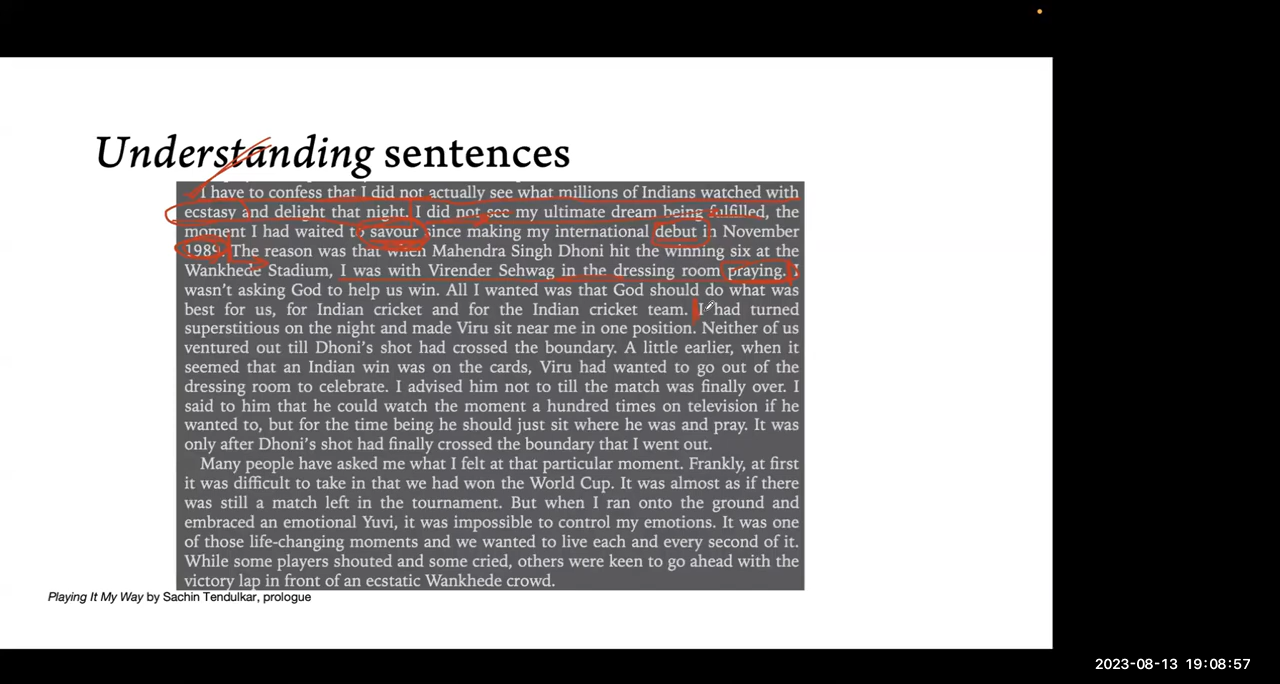 Understanding sentences
I have to confess that I did not actually see what millions of Indians watched with
ecstasy and delight that night. I did not see my ultimate dream being fulfilled, the
moment I had waited to savour since making my international debut in November
1989. The reason was that when Mahendra Singh Dhoni hit the winning six at the
Wankhede Stadium, I was with Virender Sehwag in the dressing room praying. I
wasn't asking God to help us win. All I wanted was that God should do what was
best for us, for Indian cricket and for the Indian cricket team. I had turned
superstitious on the night and made Viru sit near me in one position. Neither of us
ventured out till Dhoni's shot had crossed the boundary. A little earlier, when it
seemed that an Indian win was on the cards, Viru had wanted to go out of the
dressing room to celebrate. I advised him not to till the match was finally over. I
said to him that he could watch the moment a hundred times on television if he
wanted to, but for the time being he should just sit where he was and pray. It was
only after Dhoni's shot had finally crossed the boundary that I went out.
Many people have asked me what I felt at that particular moment. Frankly, at first
it was difficult to take in that we had won the World Cup. It was almost as if there
was still a match left in the tournament. But when I ran onto the ground and
embraced an emotional Yuvi, it was impossible to control my emotions. It was one
of those life-changing moments and we wanted to live each and every second of it.
While some players shouted and some cried, others were keen to go ahead with the
victory lap in front of an ecstatic Wankhede crowd.
Playing It My Way by Sachin Tendulkar, prologue
2023-08-13 19:08:57